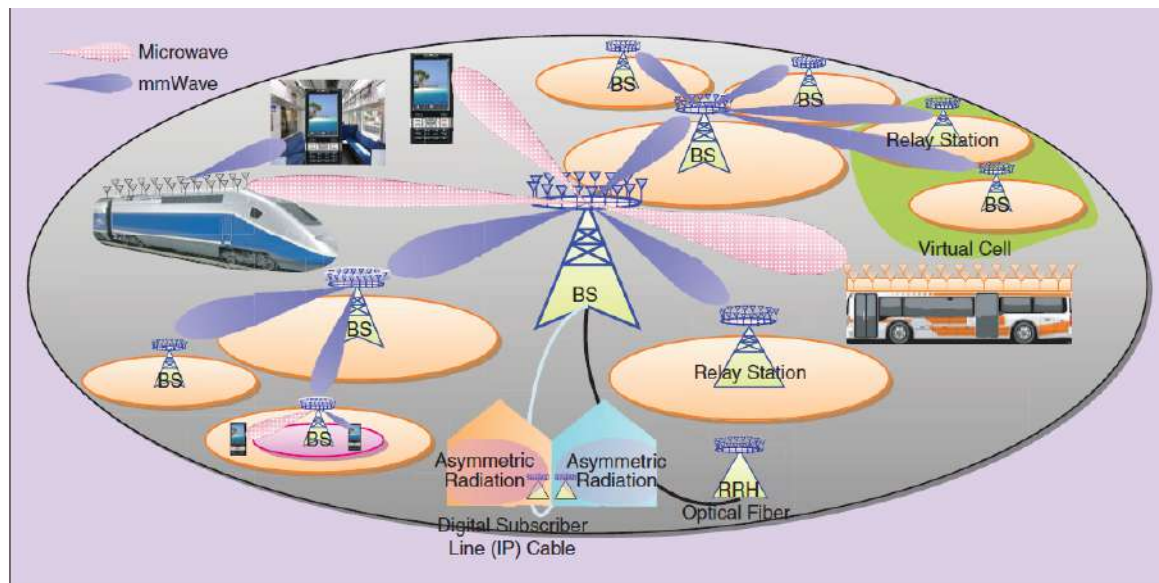 Microwave
mmWave
BS
BS
BS
Relay Station
BS
Virtual Cell
BS
BS
BS
Relay Station
BS
Asymmetric
Radiation
Asymmetric
Radiation
RRH
Optical Fiber
Digital Subscriber
Line (IP) Cable